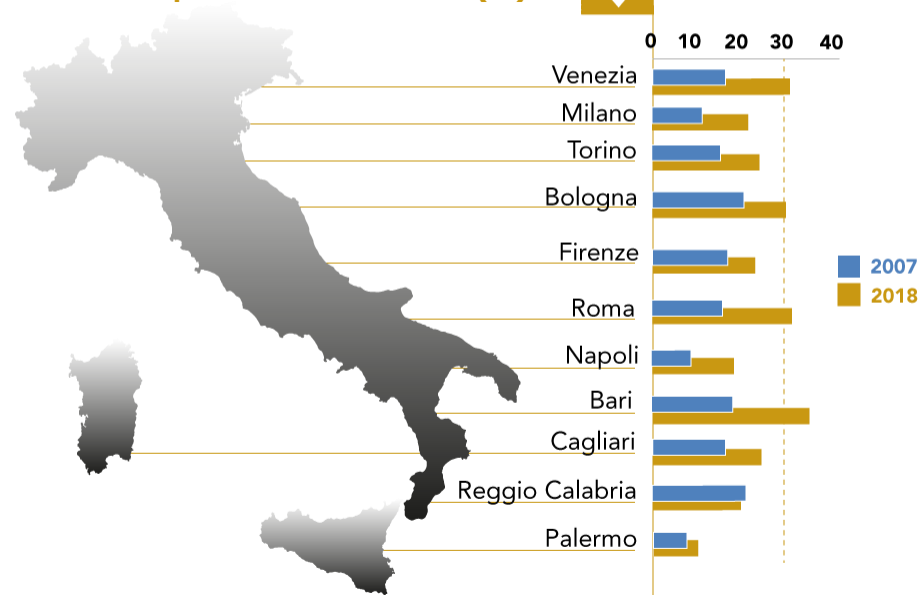 0 10 20 30 40
Venezia
Milano
Torino
Bologna
Firenze
2007
2018
Roma
Napoli
Bari
Cagliari
Reggio Calabria
Palermo